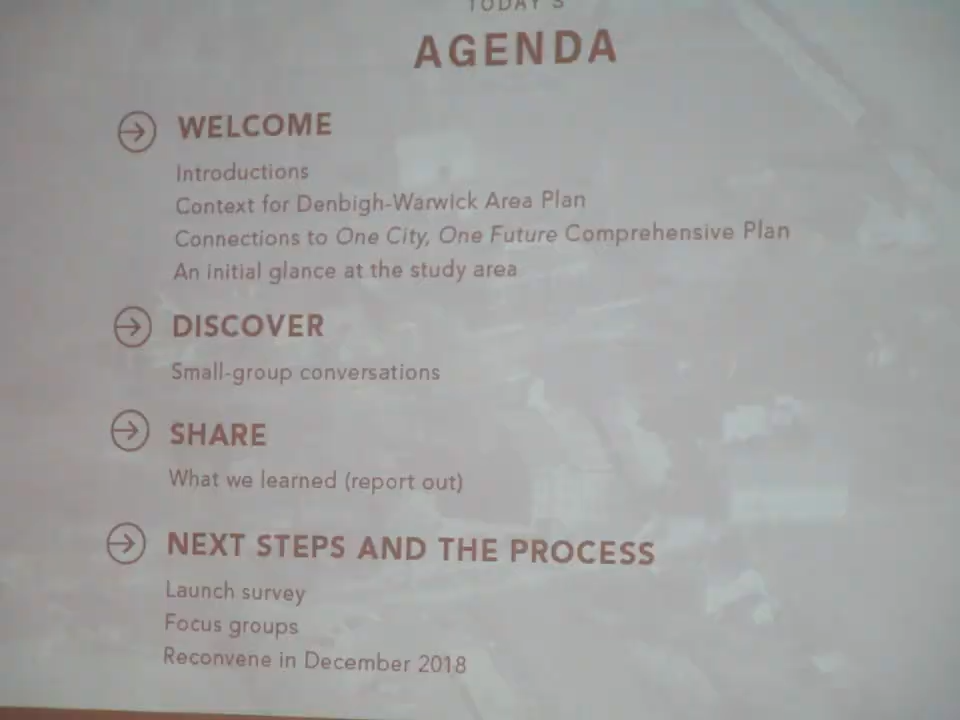 TODAY'S
AGENDA
WELCOME
Introductions
Context for Denbigh-Warwick Area Plan
Connections to One City, One Future Comprehensive Plan
An initial glance at the study area
DISCOVER
Small-group conversations
SHARE
What we learned (report out)
NEXT STEPS AND THE PROCESS
Launch survey
Focus groups
Reconvene in December 2018